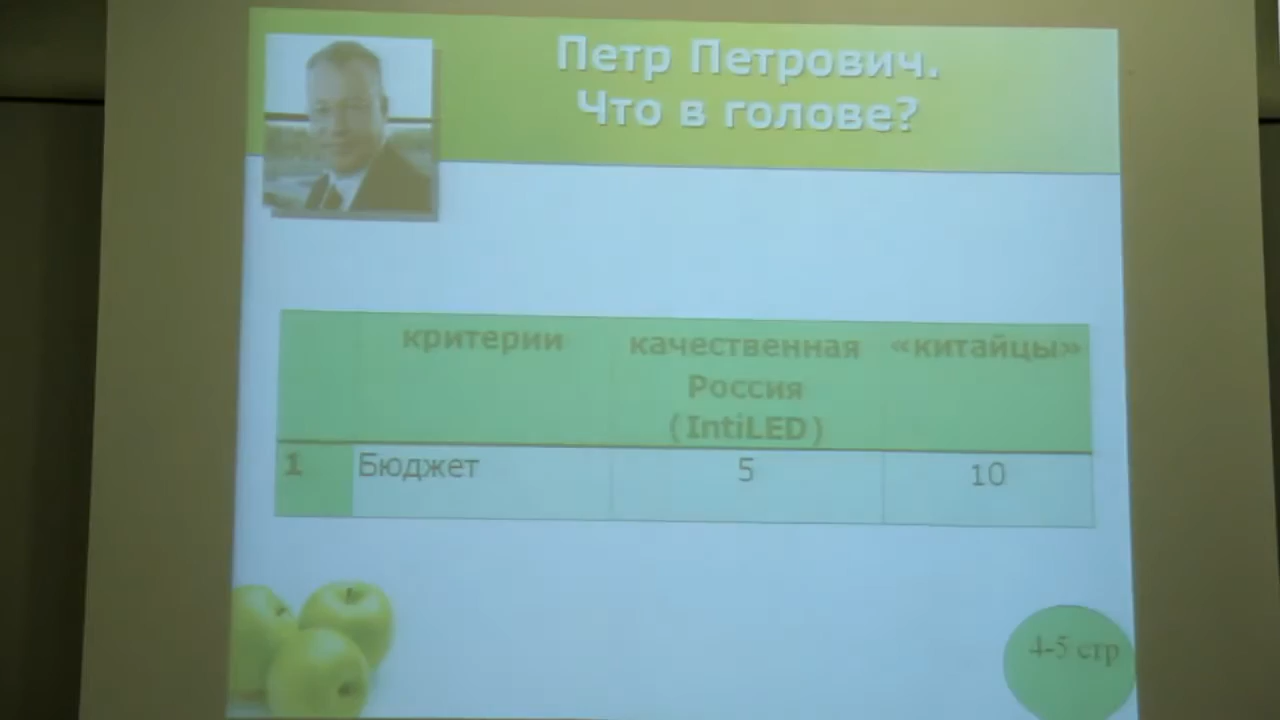 Петр Петрович.
Что в голове?
критерии
качественная
Россия
(IntiLED)
«китайцы»
1 Бюджет 5 10
4-5 стр